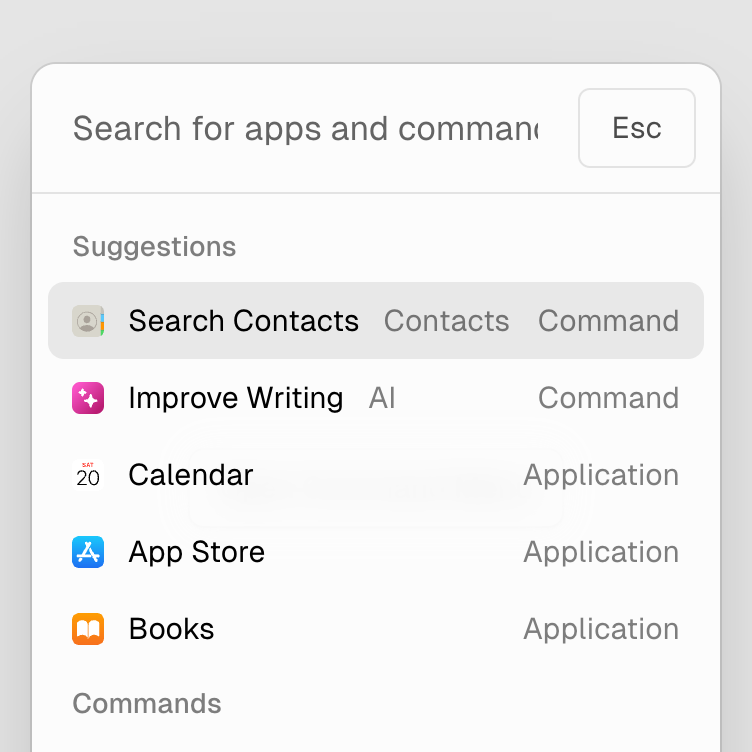 Search for apps and comman
Esc
Suggestions
Search Contacts Contacts Command
Improve Writing AI Command
SAT
20
Calendar Application
App Store Application
Books Application
Commands